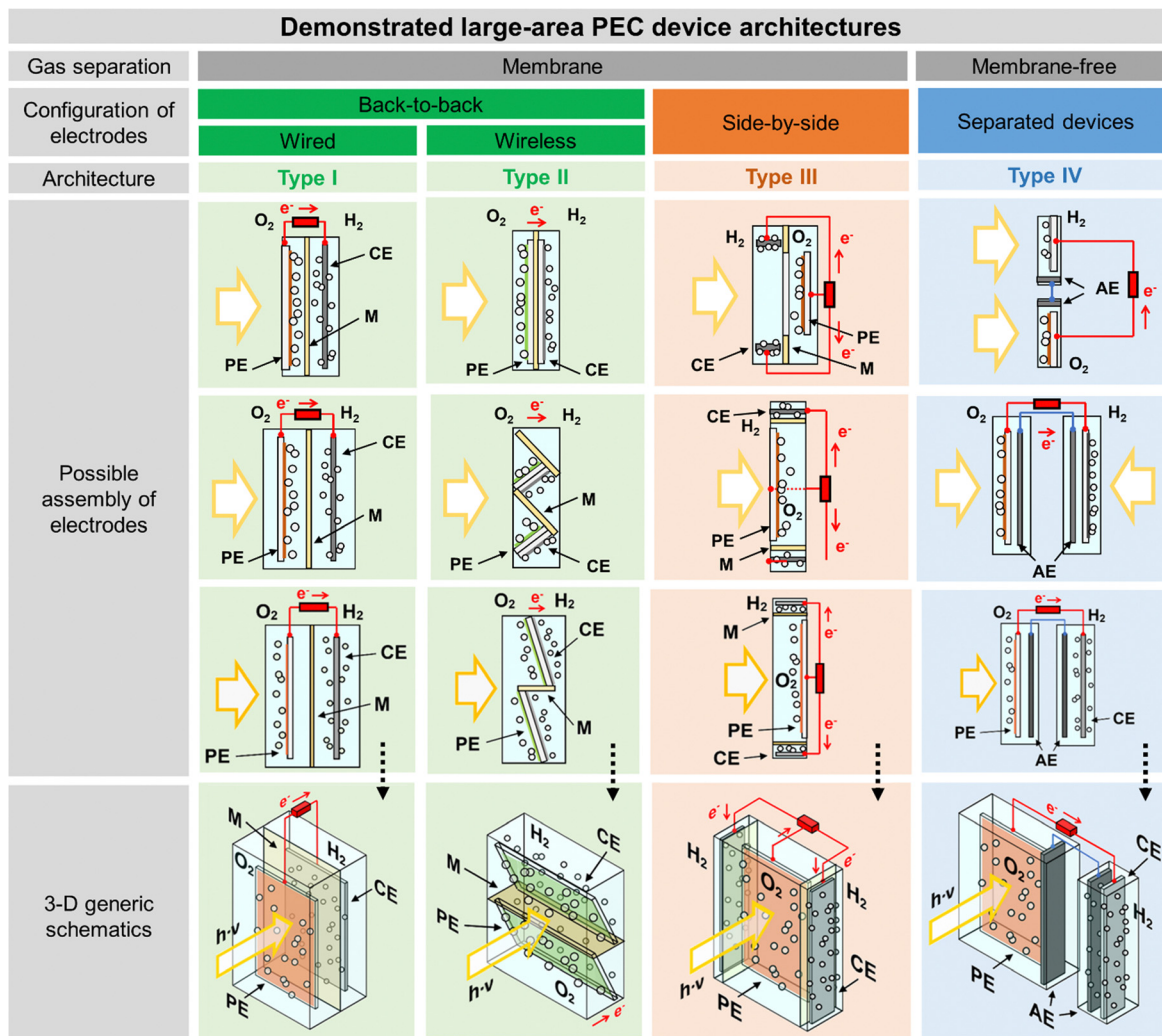 Demonstrated large-area PEC device architectures
Gas separation
Membrane
Membrane-free
Configuration of
electrodes
Back-to-back
Wired
Wireless
Side-by-side
Separated devices
Architecture
Type I
Type II
Type III
Type IV
Possible
assembly of
electrodes
e⁻
O₂
H₂
CE
M
PE
e⁻
O₂
H₂
PE
CE
H₂
O₂
e⁻
PE
e⁻
CE
M
H₂
AE
e⁻
O₂
e⁻
O₂
H₂
CE
PE
M
e⁻
O₂
H₂
M
PE
CE
CE
H₂
e⁻
O₂
PE
M
e⁻
O₂
H₂
e⁻
AE
e⁻
O₂
H₂
CE
M
PE
e⁻
O₂
H₂
CE
M
PE
H₂
M
e⁻
O₂
PE
e⁻
CE
e⁻
O₂
H₂
CE
PE
AE
3-D generic
schematics
e⁻
M
O₂
H₂
CE
h·ν
PE
H₂
CE
M
PE
h·ν
O₂
e⁻
e⁻
e⁻
H₂
O₂
H₂
h·ν
PE
CE
e⁻
CE
O₂
H₂
h·ν
PE
AE